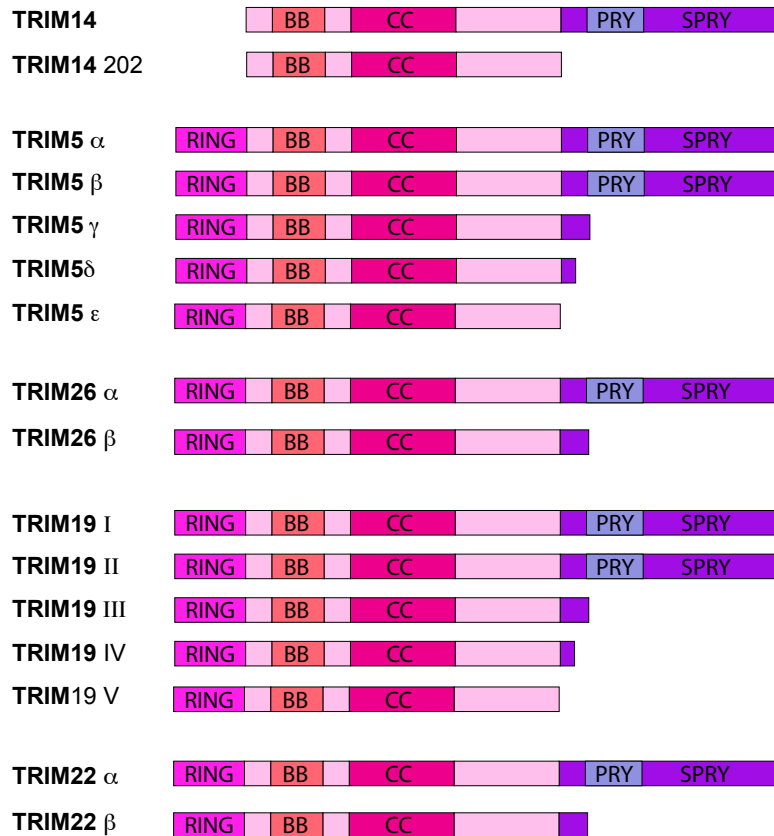 TRIM14 BB CC PRY SPRY
TRIM14 202 BB CC
TRIM5 α RING BB CC PRY SPRY
TRIM5 β RING BB CC PRY SPRY
TRIM5 γ RING BB CC
TRIM5δ RING BB CC
TRIM5 ε RING BB CC
TRIM26 α RING BB CC PRY SPRY
TRIM26 β RING BB CC
TRIM19 I RING BB CC PRY SPRY
TRIM19 II RING BB CC PRY SPRY
TRIM19 III RING BB CC
TRIM19 IV RING BB CC
TRIM19 V RING BB CC
TRIM22 α RING BB CC PRY SPRY
TRIM22 β RING BB CC